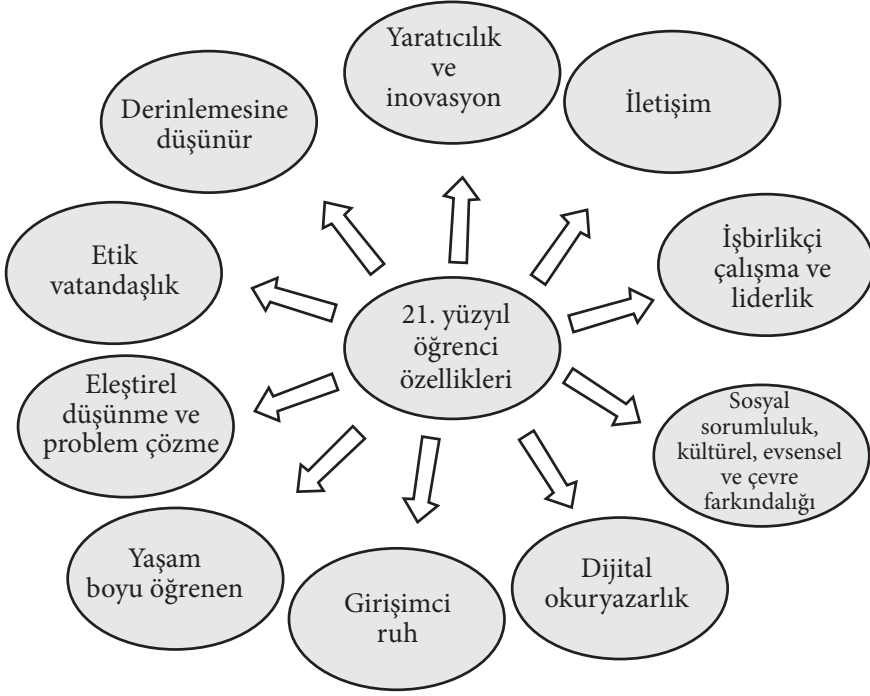 Yaratıcılık
ve
inovasyon
İletişim
Derinlemesine
düşünür
İşbirlikçi
çalışma ve
liderlik
Etik
vatandaşlık
21. yüzyıl
öğrenci
özellikleri
Eleştirel
düşünme ve
problem çözme
Sosyal
sorumluluk,
kültürel, evsensel
ve çevre
farkındalığı
Yaşam
boyu öğrenen
Girişimci
ruh
Dijital
okuryazarlık